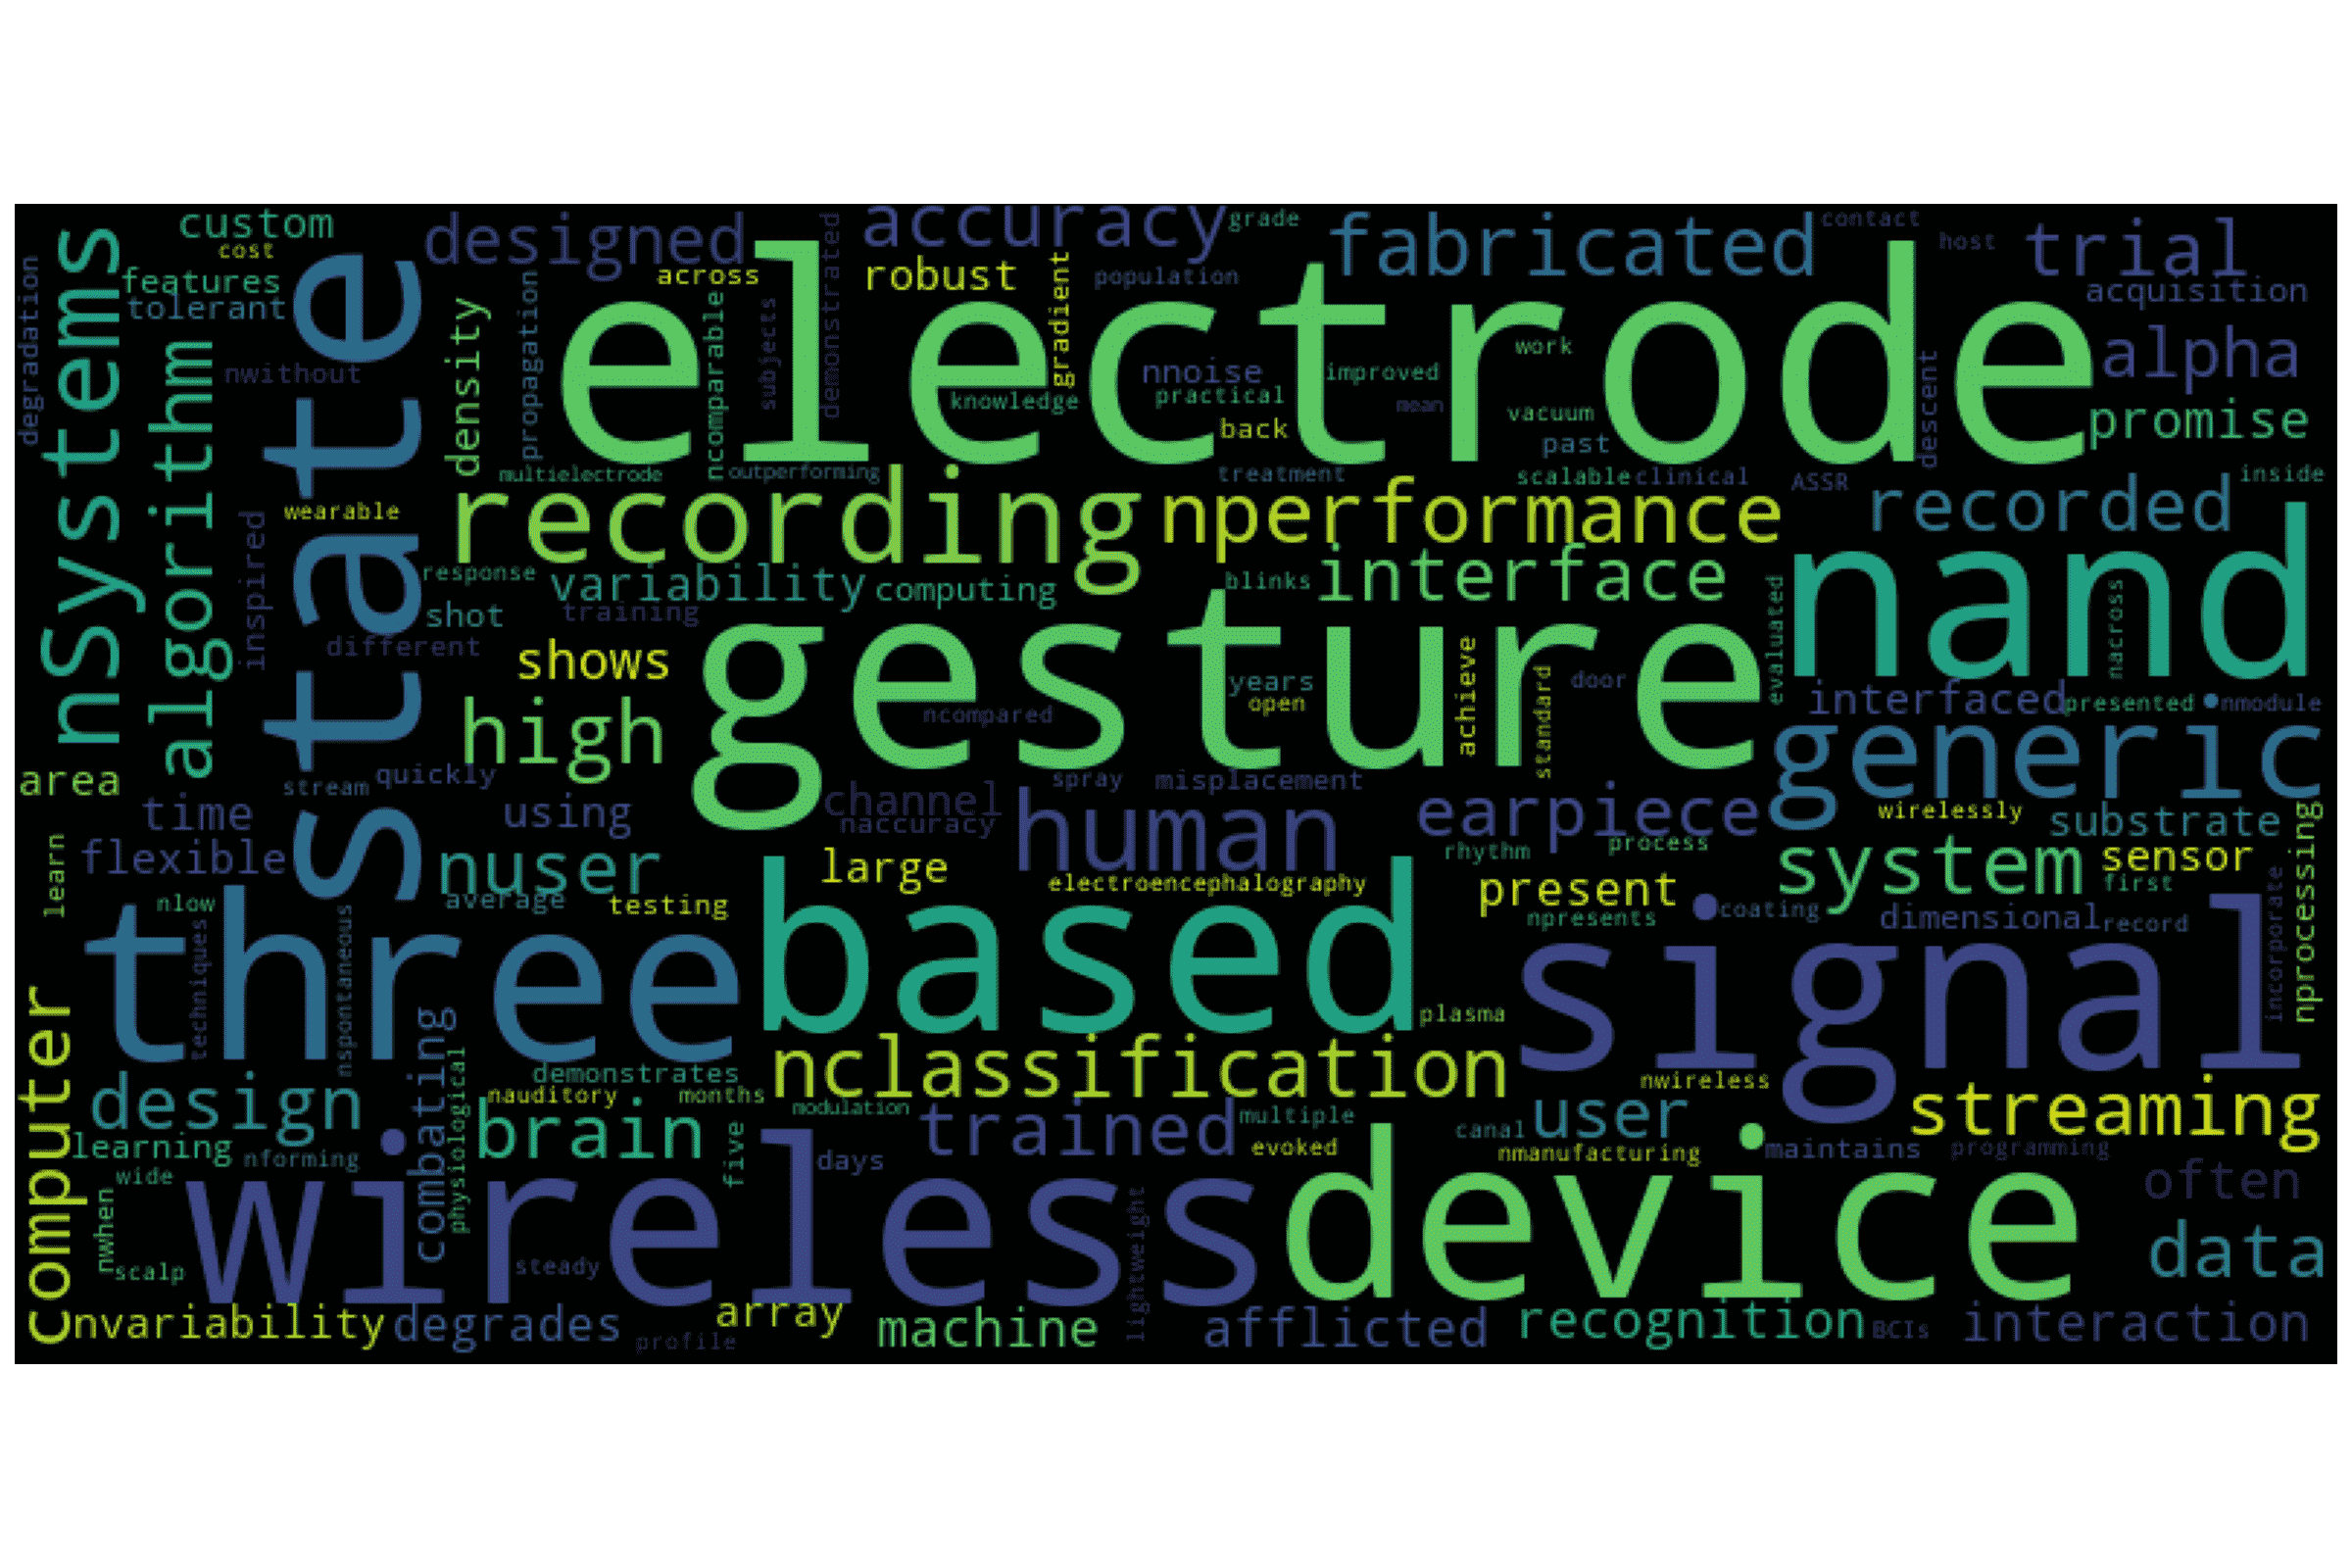 custom
cost
features
tolerant
designed
across
accuracy
grade
robust
population
fabricated
contact
host
trial
acquisition
alpha
promise
degradation
nSystems
algorithm
nwithout
state
density
propagation
ncomparable
subjects
demonstrated
gradient
electrode
knowledge
nnoise
practical
back
improved
mean
work
vacuum
past
descent
multielectrode
outperforming
treatment
scalable
clinical
ASSR
recorded
inside
inspired
wearable
recording
nperformance
response
variability
computing
blinks
interface
nand
shot
training
different
shows
gesture
evaluated
nacross
high
years
open
ncompared
achieve
standard
door
interfaced
presented
nmodule
generic
area
stream
quickly
time
using
channel
naccuracy
spray
misplacement
human
earpiece
wirelessly
substrate
nprocessing
learn
flexible
nuser
large
electroencephalography
rhythm
process
system
sensor
first
nlow
average
testing
present
npresents
coating
dimensional
record
incorporate
three
techniques
nspontaneous
based
signal
plasma
computer
combating
physiological
nclassification
design
demonstrates
nwireless
nauditory
months
modulation
brain
trained
multiple
user
streaming
learning
nforming
five
days
evoked
canal
nmanufacturing
maintains
programming
wide
nwhen
scalp
wireless
steady
lightweight
device
often
data
nvariability
degrades
profile
array
machine
afflicted
recognition
BCIs
interaction